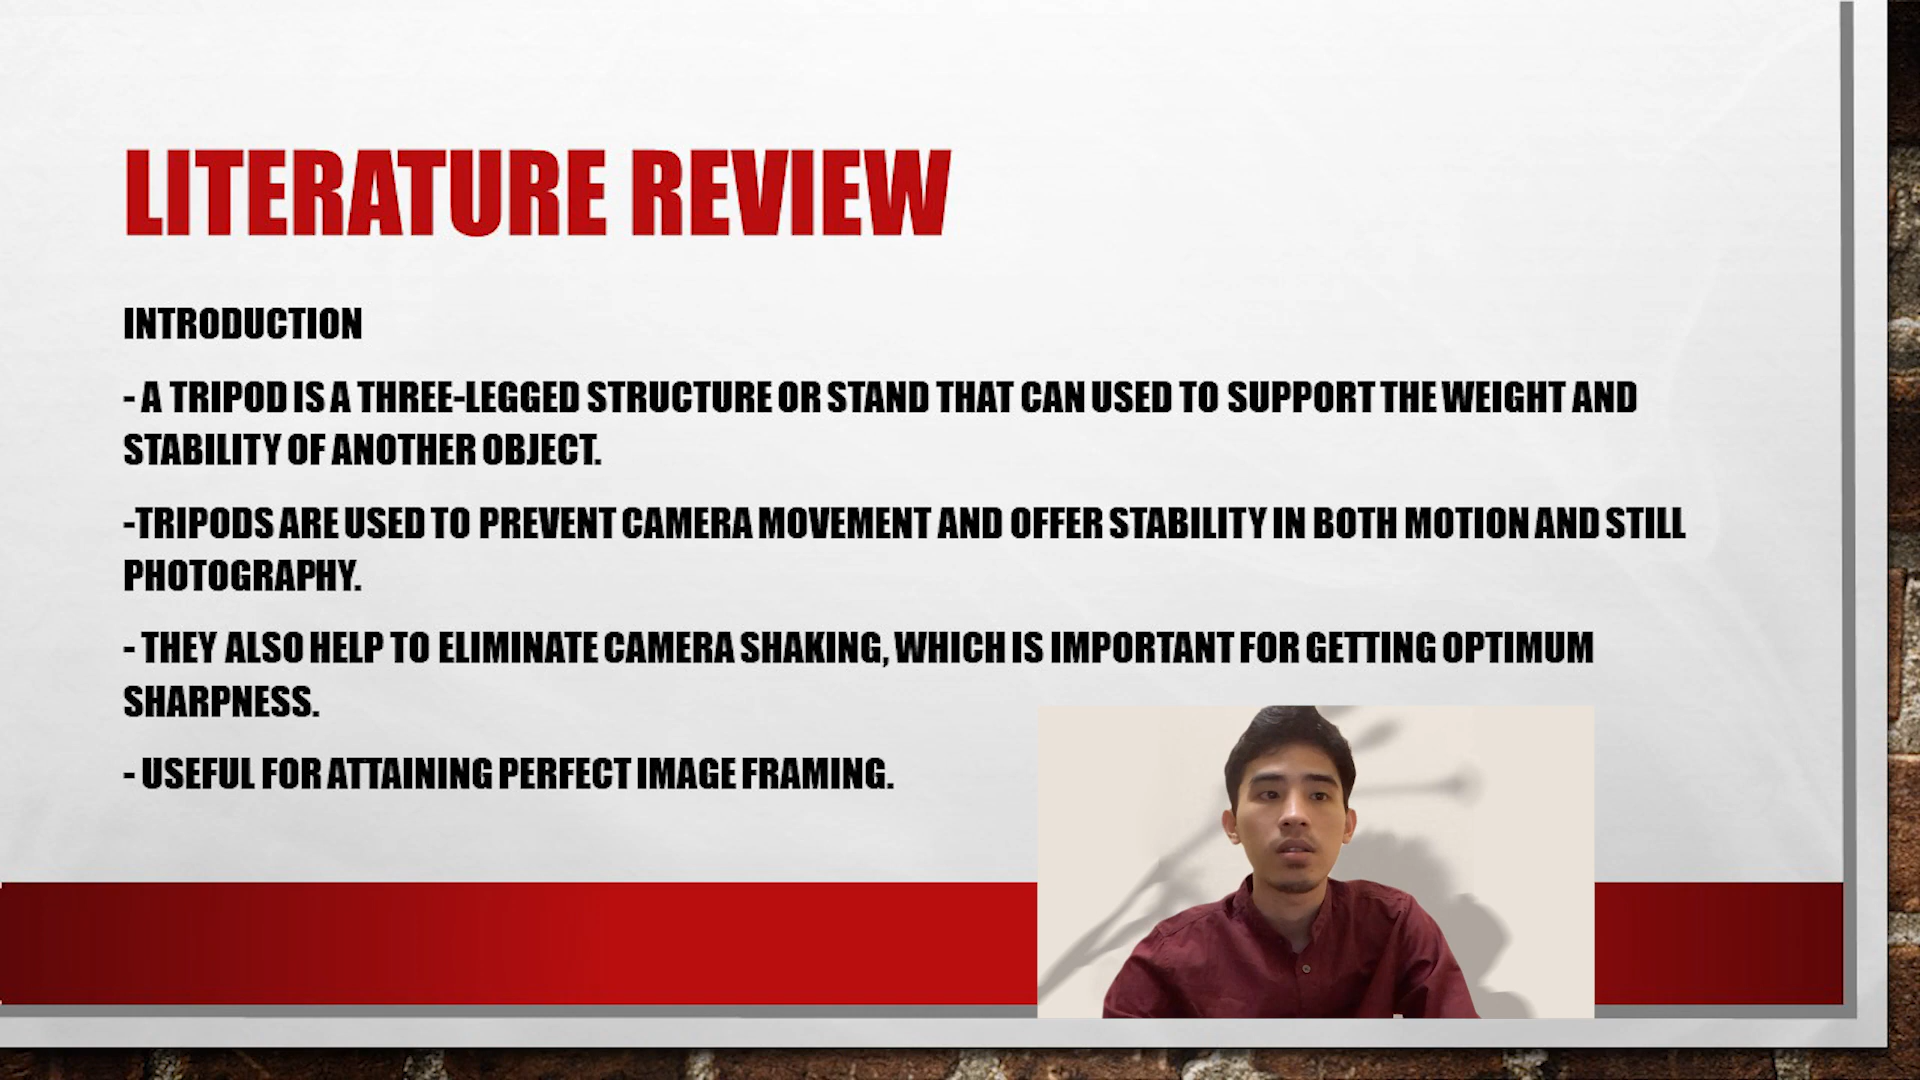 LITERATURE REVIEW
INTRODUCTION
- A TRIPOD IS A THREE-LEGGED STRUCTURE OR STAND THAT CAN USED TO SUPPORT THE WEIGHT AND
STABILITY OF ANOTHER OBJECT.
-TRIPODS ARE USED TO PREVENT CAMERA MOVEMENT AND OFFER STABILITY IN BOTH MOTION AND STILL
PHOTOGRAPHY.
- THEY ALSO HELP TO ELIMINATE CAMERA SHAKING, WHICH IS IMPORTANT FOR GETTING OPTIMUM
SHARPNESS.
- USEFUL FOR ATTAINING PERFECT IMAGE FRAMING.